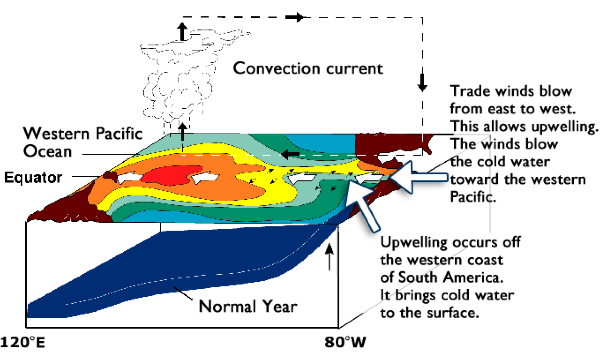 Convection current
Trade winds blow
from east to west.
This allows upwelling.
The winds blow
the cold water
toward the western
Pacific.
Western Pacific
Ocean
Equator
Upwelling occurs off
the western coast
of South America.
It brings cold water
to the surface.
Normal Year
120°E
80°W